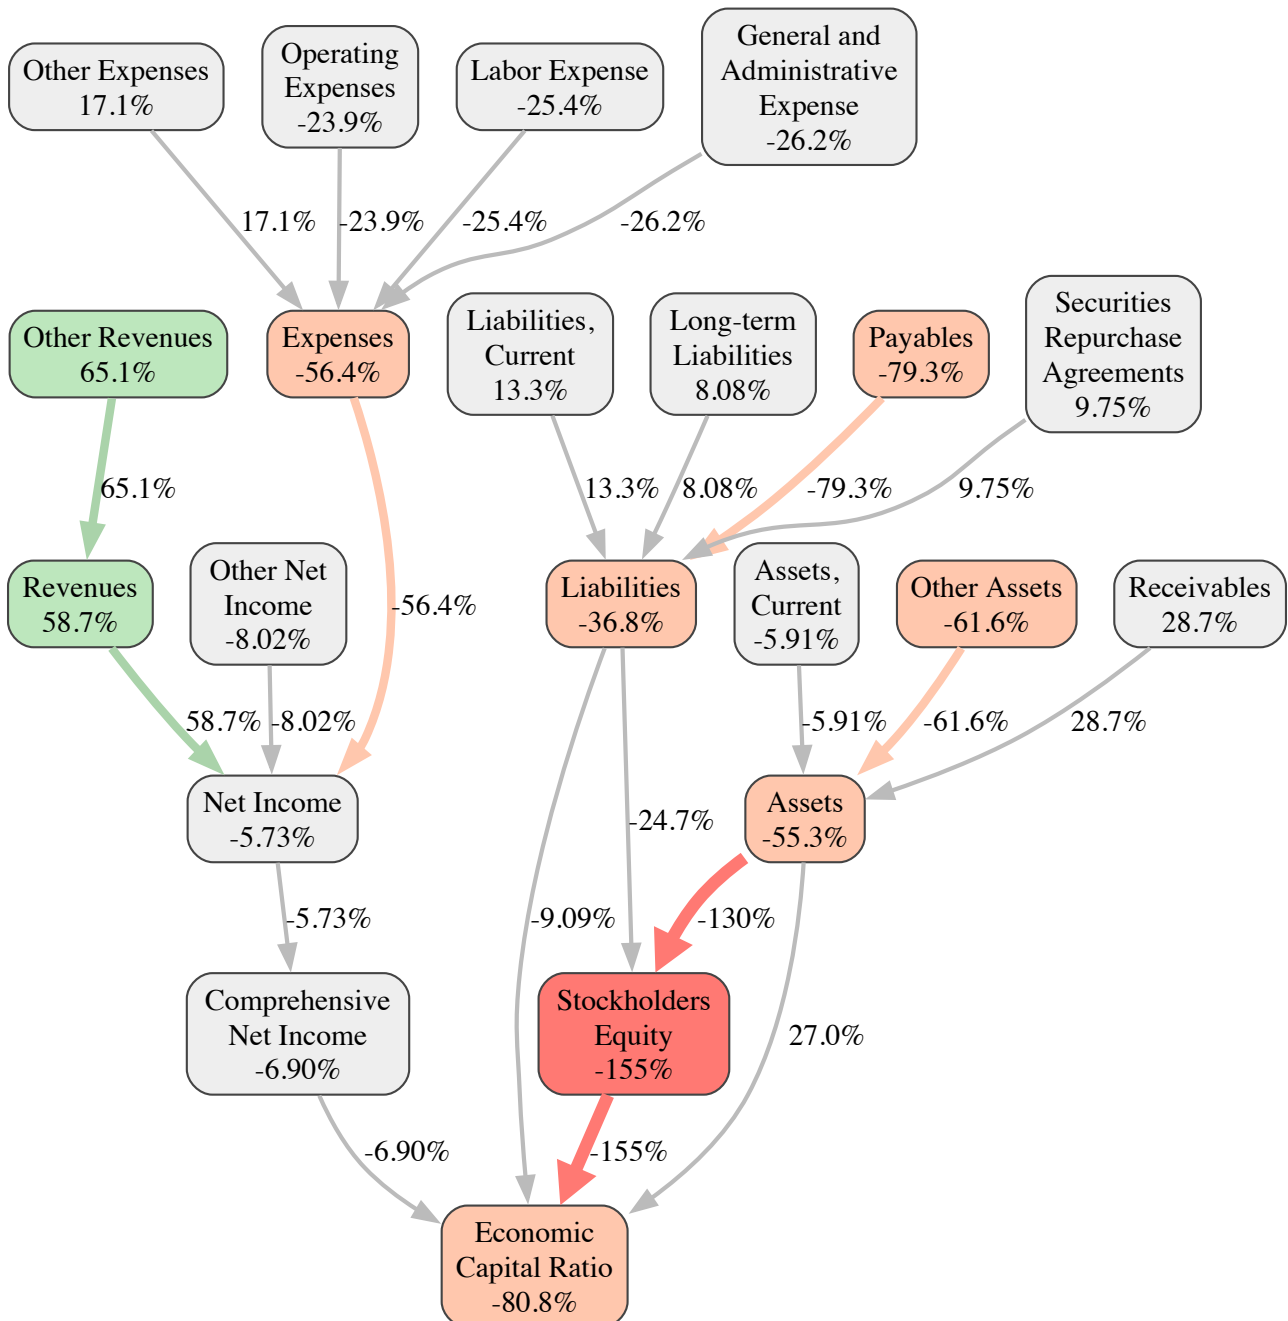 Other Expenses
17.1%
Operating
Expenses
-23.9%
Labor Expense
-25.4%
General and
Administrative
Expense
-26.2%
17.1%
-23.9%
-25.4%
-26.2%
Other Revenues
65.1%
Expenses
-56.4%
Liabilities,
Current
13.3%
Long-term
Liabilities
8.08%
Payables
-79.3%
Securities
Repurchase
Agreements
9.75%
65.1%
13.3%
8.08%
-79.3%
9.75%
Revenues
58.7%
Other Net
Income
-8.02%
-56.4%
Liabilities
-36.8%
Assets,
Current
-5.91%
Other Assets
-61.6%
Receivables
28.7%
58.7%
-8.02%
-5.91%
-61.6%
28.7%
Net Income
-5.73%
-24.7%
Assets
-55.3%
-5.73%
-9.09%
-130%
Comprehensive
Net Income
-6.90%
Stockholders
Equity
-155%
27.0%
-6.90%
-155%
Economic
Capital Ratio
-80.8%